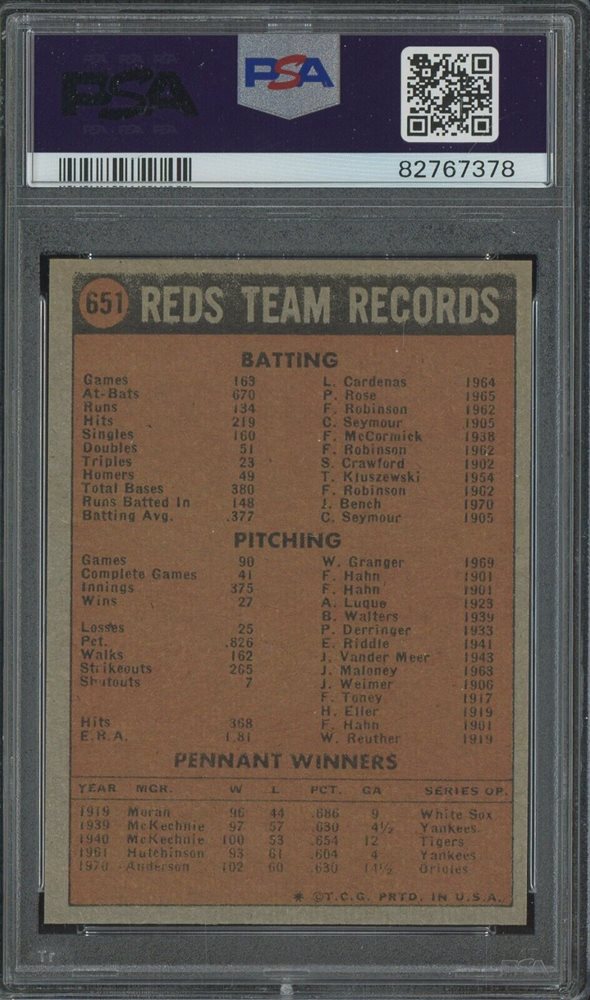 PSA
PSA
82767378
651 REDS TEAM RECORDS
BATTING
Games 163 L. Cardenas 1964
At-Bats 670 P. Rose 1965
Runs 134 F. Robinson 1962
Hits 219 C. Seymour 1905
Singles 160 F. McCormick 1938
Doubles 51 F. Robinson 1962
Triples 23 S. Crawford 1902
Homers 49 T. Kluszewski 1954
Total Bases 380 F. Robinson 1962
Runs Batted In 148 J. Bench 1970
Batting Avg. .377 C. Seymour 1905
PITCHING
Games 90 W. Granger 1969
Complete Games 41 F. Hahn 1901
Innings 375 F. Hahn 1901
Wins 27 A. Luque 1923
B. Walters 1939
Losses 25 P. Derringer 1933
Pct. .826 E. Riddle 1941
Walks 162 J. Vander Meer 1943
Strikeouts 265 J. Maloney 1963
Shutouts 7 J. Weimer 1906
F. Toney 1917
H. Eller 1919
Hits 368 F. Hahn 1901
E.R.A. 1.81 W. Reuther 1919
PENNANT WINNERS
YEAR MGR. W L PCT. GA SERIES OP.
1919 Moran 96 44 .686 9 White Sox
1939 McKechnie 97 57 .630 4½ Yankees
1940 McKechnie 100 53 .654 12 Tigers
1961 Hutchinson 93 61 .604 4 Yankees
1970 Anderson 102 60 .630 14½ Orioles
* ©T.C.G. PRTD. IN U.S.A.